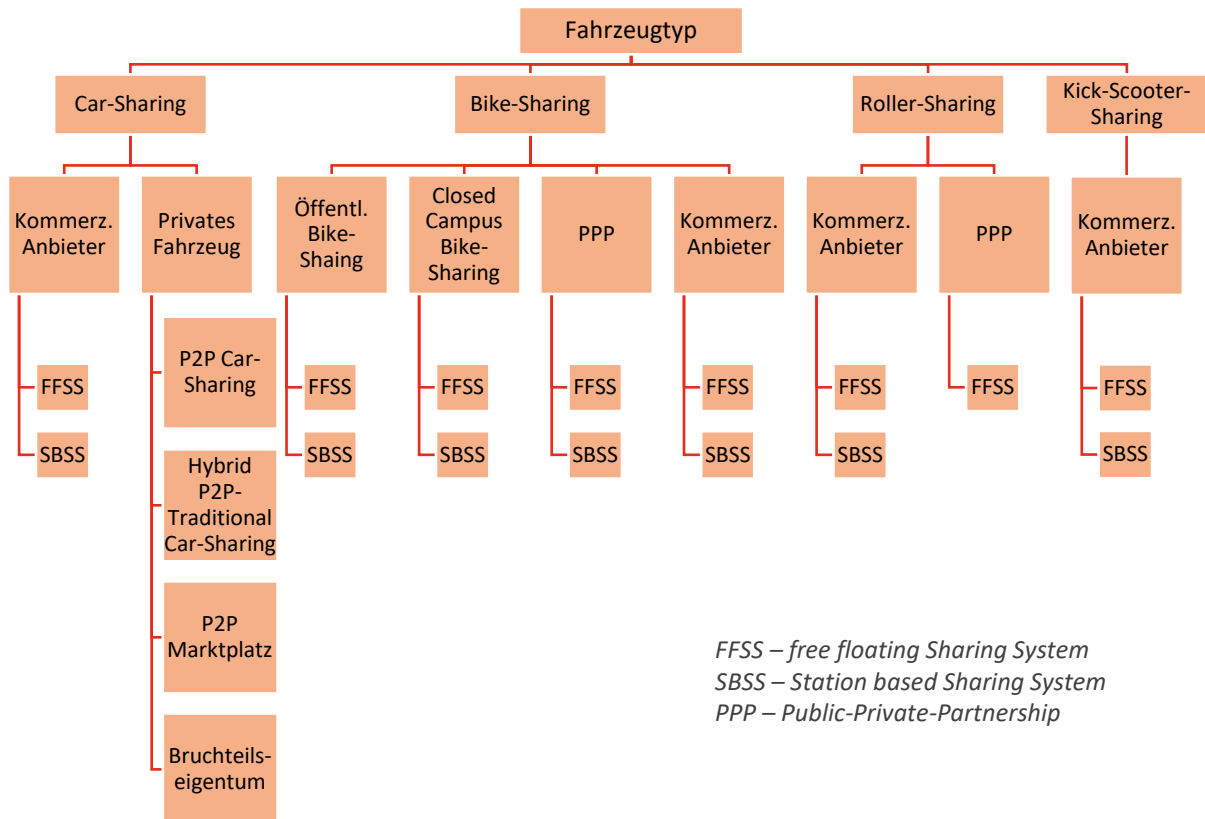 Fahrzeugtyp
Car-Sharing
Bike-Sharing
Roller-Sharing
Kick-Scooter-
Sharing
Kommerz.
Anbieter
Privates
Fahrzeug
Öffentl.
Bike-
Shaing
Closed
Campus
Bike-
Sharing
PPP
Kommerz.
Anbieter
Kommerz.
Anbieter
PPP
Kommerz.
Anbieter
FFSS
SBSS
P2P Car-
Sharing
Hybrid
P2P-
Traditional
Car-Sharing
P2P
Marktplatz
Bruchteils-
eigentum
FFSS
SBSS
FFSS
SBSS
FFSS
SBSS
FFSS
SBSS
FFSS
SBSS
FFSS
FFSS
SBSS
FFSS – free floating Sharing System
SBSS – Station based Sharing System
PPP – Public-Private-Partnership